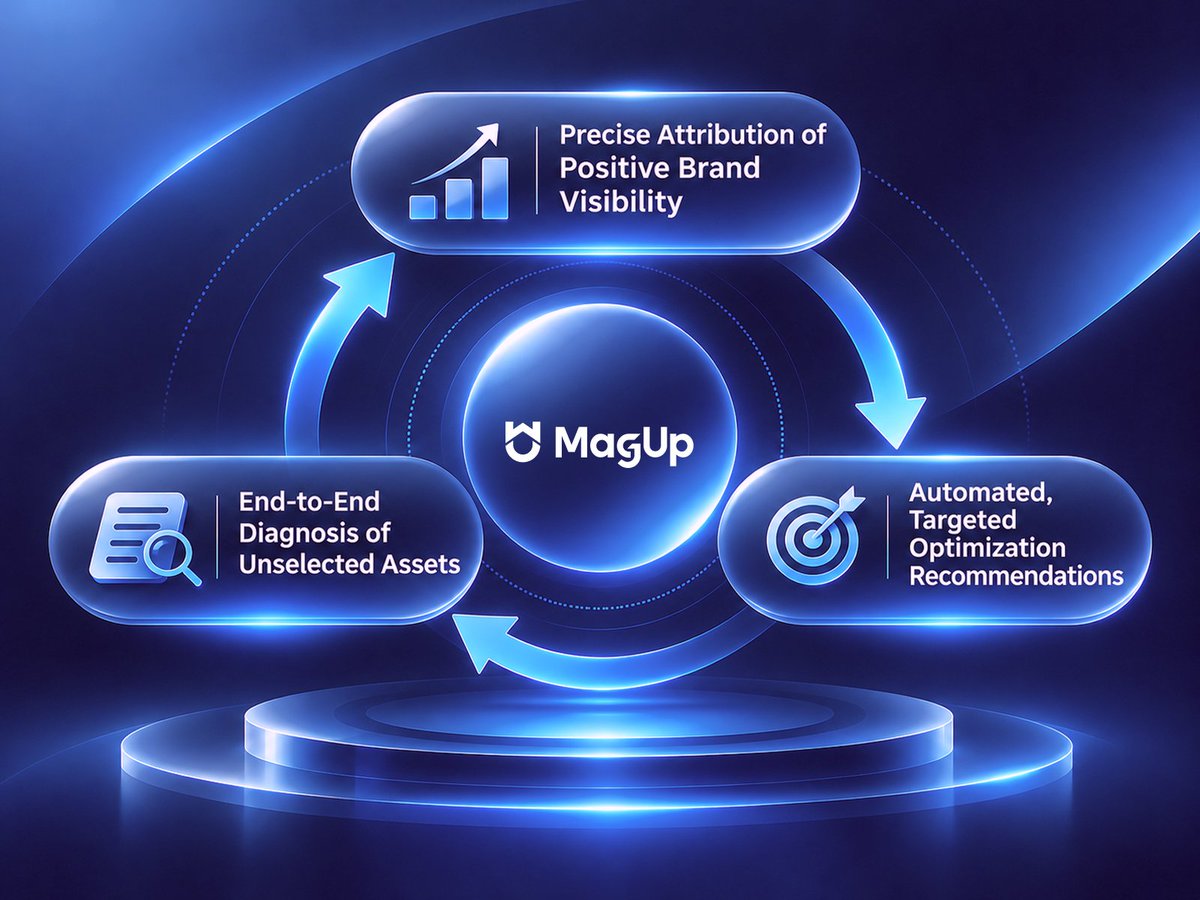 Precise Attribution of
Positive Brand
Visibility
MagUp
End-to-End
Diagnosis of
Unselected Assets
Automated,
Targeted
Optimization
Recommendations